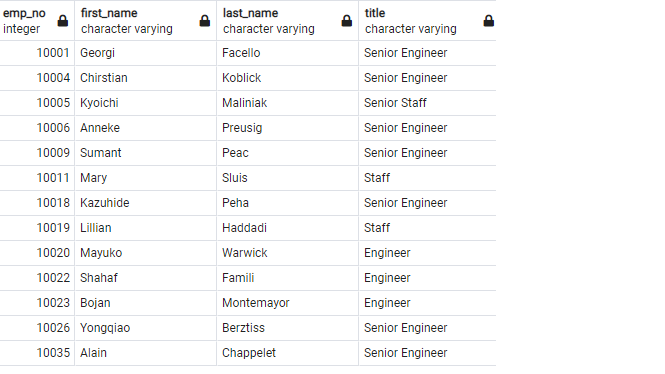 emp_no first_name last_name title
integer character varying character varying character varying
10001 Georgi Facello Senior Engineer
10004 Chirstian Koblick Senior Engineer
10005 Kyoichi Maliniak Senior Staff
10006 Anneke Preusig Senior Engineer
10009 Sumant Peac Senior Engineer
10011 Mary Sluis Staff
10018 Kazuhide Peha Senior Engineer
10019 Lillian Haddadi Staff
10020 Mayuko Warwick Engineer
10022 Shahaf Famili Engineer
10023 Bojan Montemayor Engineer
10026 Yongqiao Berztiss Senior Engineer
10035 Alain Chappelet Senior Engineer